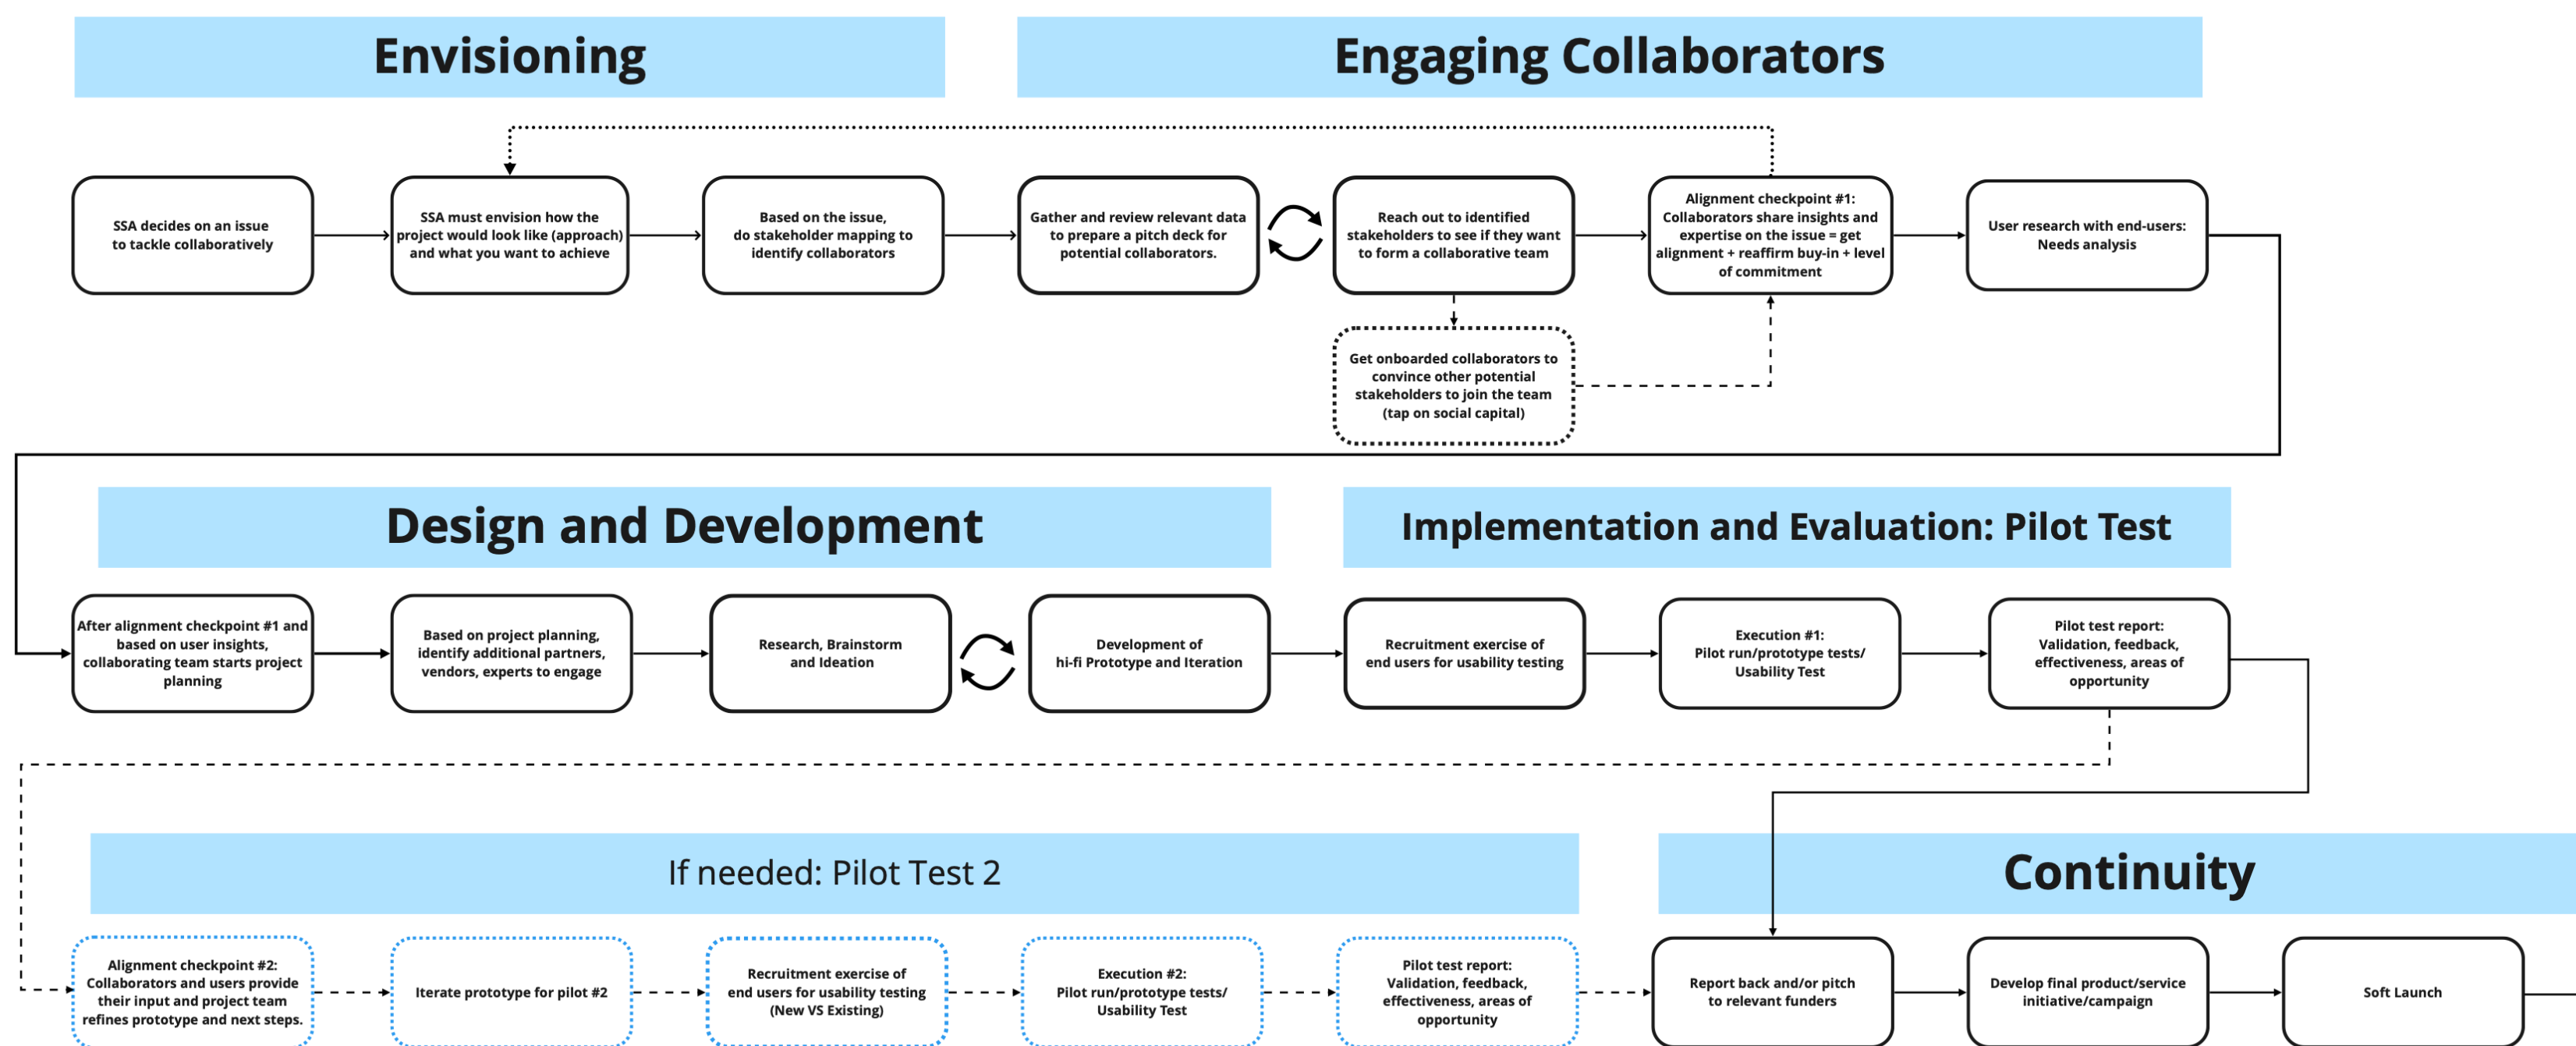 Envisioning
Engaging Collaborators
SSA decides on an issue
to tackle collaboratively
SSA must envision how the
project would look like (approach)
and what you want to achieve
Based on the issue,
do stakeholder mapping to
identify collaborators
Gather and review relevant data
to prepare a pitch deck for
potential collaborators.
Reach out to identified
stakeholders to see if they want
to form a collaborative team
Alignment checkpoint #1:
Collaborators share insights and
expertise on the issue = get
alignment + reaffirm buy-in + level
of commitment
User research with end-users:
Needs analysis
Get onboarded collaborators to
convince other potential
stakeholders to join the team
(tap on social capital)
Design and Development
Implementation and Evaluation: Pilot Test
After alignment checkpoint #1 and
based on user insights,
collaborating team starts project
planning
Based on project planning,
identify additional partners,
vendors, experts to engage
Research, Brainstorm
and Ideation
Development of
hi-fi Prototype and Iteration
Recruitment exercise of
end users for usability testing
Execution #1:
Pilot run/prototype tests/
Usability Test
Pilot test report:
Validation, feedback,
effectiveness, areas of
opportunity
If needed: Pilot Test 2
Continuity
Alignment checkpoint #2:
Collaborators and users provide
their input and project team
refines prototype and next steps.
Iterate prototype for pilot #2
Recruitment exercise of
end users for usability testing
(New VS Existing)
Execution #2:
Pilot run/prototype tests/
Usability Test
Pilot test report:
Validation, feedback,
effectiveness, areas of
opportunity
Report back and/or pitch
to relevant funders
Develop final product/service
initiative/campaign
Soft Launch